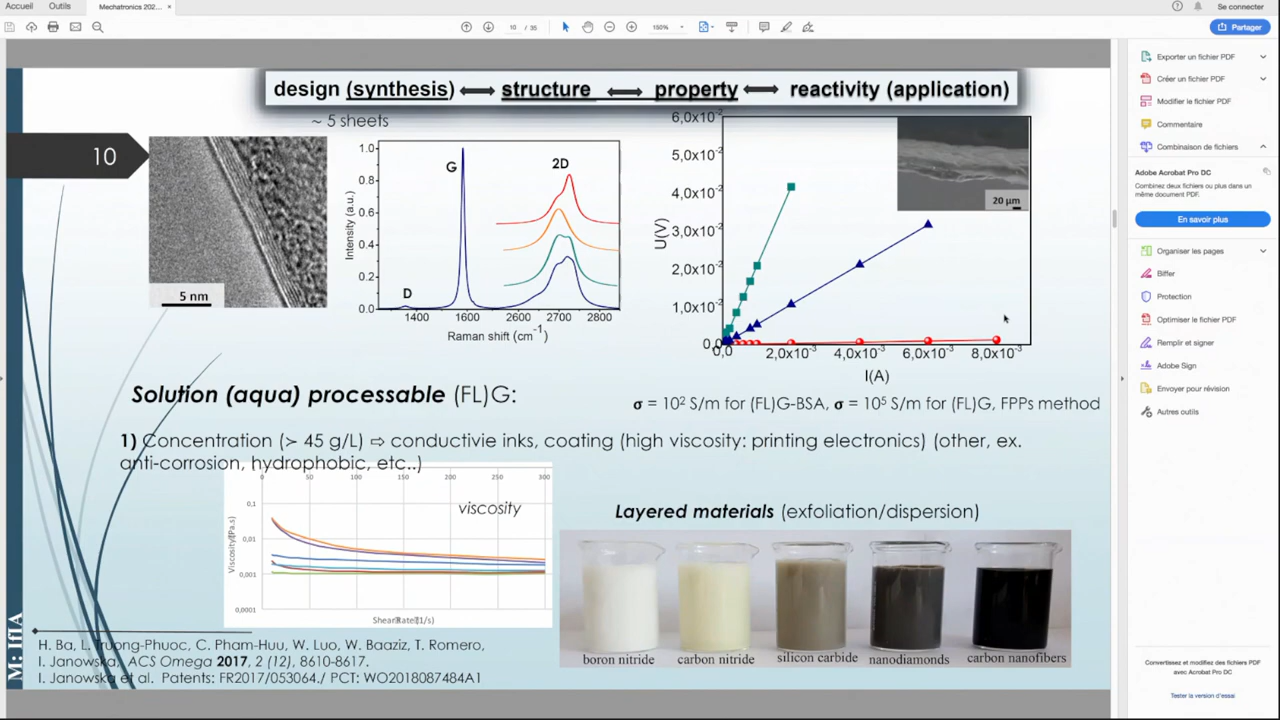 Accueil Outils Mechatronics 202... × Se connecter
10 / 35 150% Partager
design (synthesis) ⟷ structure ⟷ property ⟷ reactivity (application)
10
~ 5 sheets
5 nm
Intensity (a.u.)
1.0
0.8
0.6
0.4
0.2
0.0
G
2D
D
1400 1600 2600 2700 2800
Raman shift (cm-1)
U(V)
6,0x10-2
5,0x10-2
4,0x10-2
3,0x10-2
2,0x10-2
1,0x10-2
0,0
0,0 2,0x10-3 4,0x10-3 6,0x10-3 8,0x10-3
I(A)
20 µm
Solution (aqua) processable (FL)G:
σ = 10² S/m for (FL)G-BSA, σ = 10⁵ S/m for (FL)G, FPPs method
1) Concentration (≻ 45 g/L) ⇨ conductivie inks, coating (high viscosity: printing electronics) (other, ex.
anti-corrosion, hydrophobic, etc..)
0 50 100 150 200 250 300
viscosity
0,1
0,01
0,001
0,0001
Layered materials (exfoliation/dispersion)
boron nitride carbon nitride silicon carbide nanodiamonds carbon nanofibers
H. Ba, L. Truong-Phuoc, C. Pham-Huu, W. Luo, W. Baaziz, T. Romero,
I. Janowska, ACS Omega 2017, 2 (12), 8610-8617.
I. Janowska et al. Patents:
Exporter un fichier PDF
Créer un fichier PDF
Modifier le fichier PDF
Commentaire
Combinaison de fichiers
Adobe Acrobat Pro DC
Combinez deux fichiers ou plus dans un
même document PDF.
En savoir plus
Organiser les pages
Biffer
Protection
Optimiser le fichier PDF
Remplir et signer
Adobe Sign
Envoyer pour révision
Autres outils
Convertissez et modifiez des fichiers PDF
avec Acrobat Pro DC
Tester la version d'essai